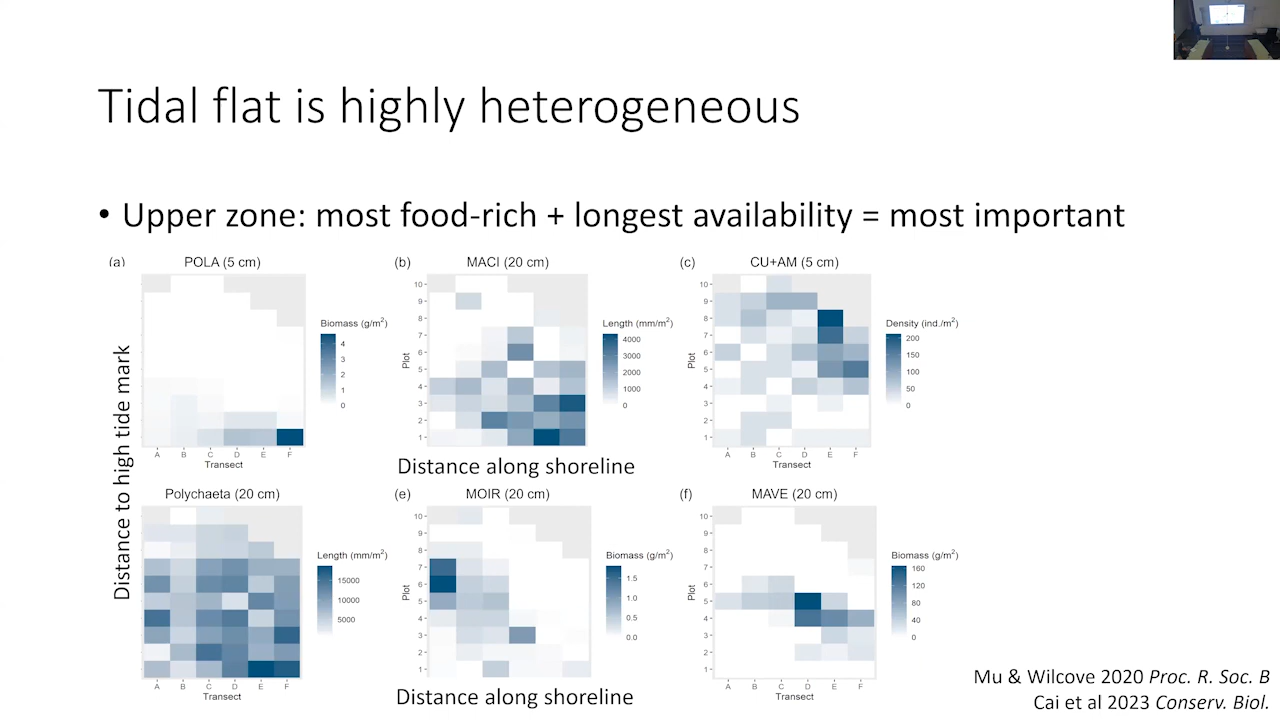 Tidal flat is highly heterogeneous
• Upper zone: most food-rich + longest availability = most important
(a) POLA (5 cm)
Biomass (g/m²)
4
3
2
1
0
A B C D E F
Transect
(b) MACI (20 cm)
10
9
8
7
6
5
4
3
2
1
Plot
Length (mm/m²)
4000
3000
2000
1000
0
Distance along shoreline
(c) CU+AM (5 cm)
10
9
8
7
6
5
4
3
2
1
Plot
Density (ind./m²)
200
150
100
50
0
A B C D E F
Transect
Distance to high tide mark
Polychaeta (20 cm)
Length (mm/m²)
15000
10000
5000
A B C D E F
Transect
(e) MOIR (20 cm)
10
9
8
7
6
5
4
3
2
1
Plot
Biomass (g/m²)
1.5
1.0
0.5
0.0
Distance along shoreline
(f) MAVE (20 cm)
10
9
8
7
6
5
4
3
2
1
Plot
Biomass (g/m²)
160
120
80
40
0
A B C D E F
Transect
Mu & Wilcove 2020 Proc. R. Soc. B
Cai et al 2023 Conserv. Biol.